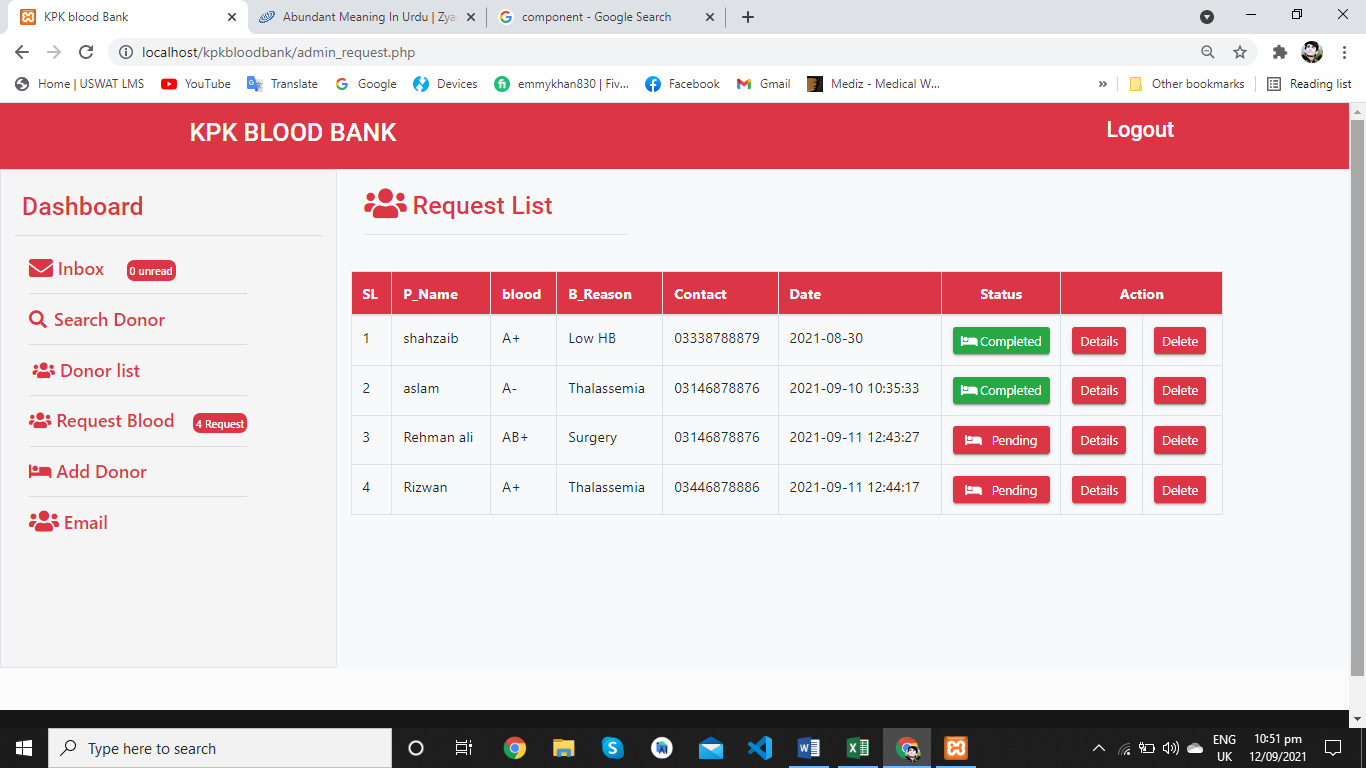 KPK blood Bank
Abundant Meaning In Urdu | Zya
component - Google Search
localhost/kpkbloodbank/admin_request.php
Home | USWAT LMS YouTube Translate Google Devices emmykhan830 | Fiv... Facebook Gmail Mediz - Medical W... » Other bookmarks Reading list
KPK BLOOD BANK
Logout
Dashboard
Inbox 0 unread
Search Donor
Donor list
Request Blood 4 Request
Add Donor
Email
Request List
SL P_Name blood B_Reason Contact Date Status Action
1 shahzaib A+ Low HB 03338788879 2021-08-30 Completed Details Delete
2 aslam A- Thalassemia 03146878876 2021-09-10 10:35:33 Completed Details Delete
3 Rehman ali AB+ Surgery 03146878876 2021-09-11 12:43:27 Pending Details Delete
4 Rizwan A+ Thalassemia 03446878886 2021-09-11 12:44:17 Pending Details Delete
Type here to search
ENG
UK
10:51 pm
12/09/2021